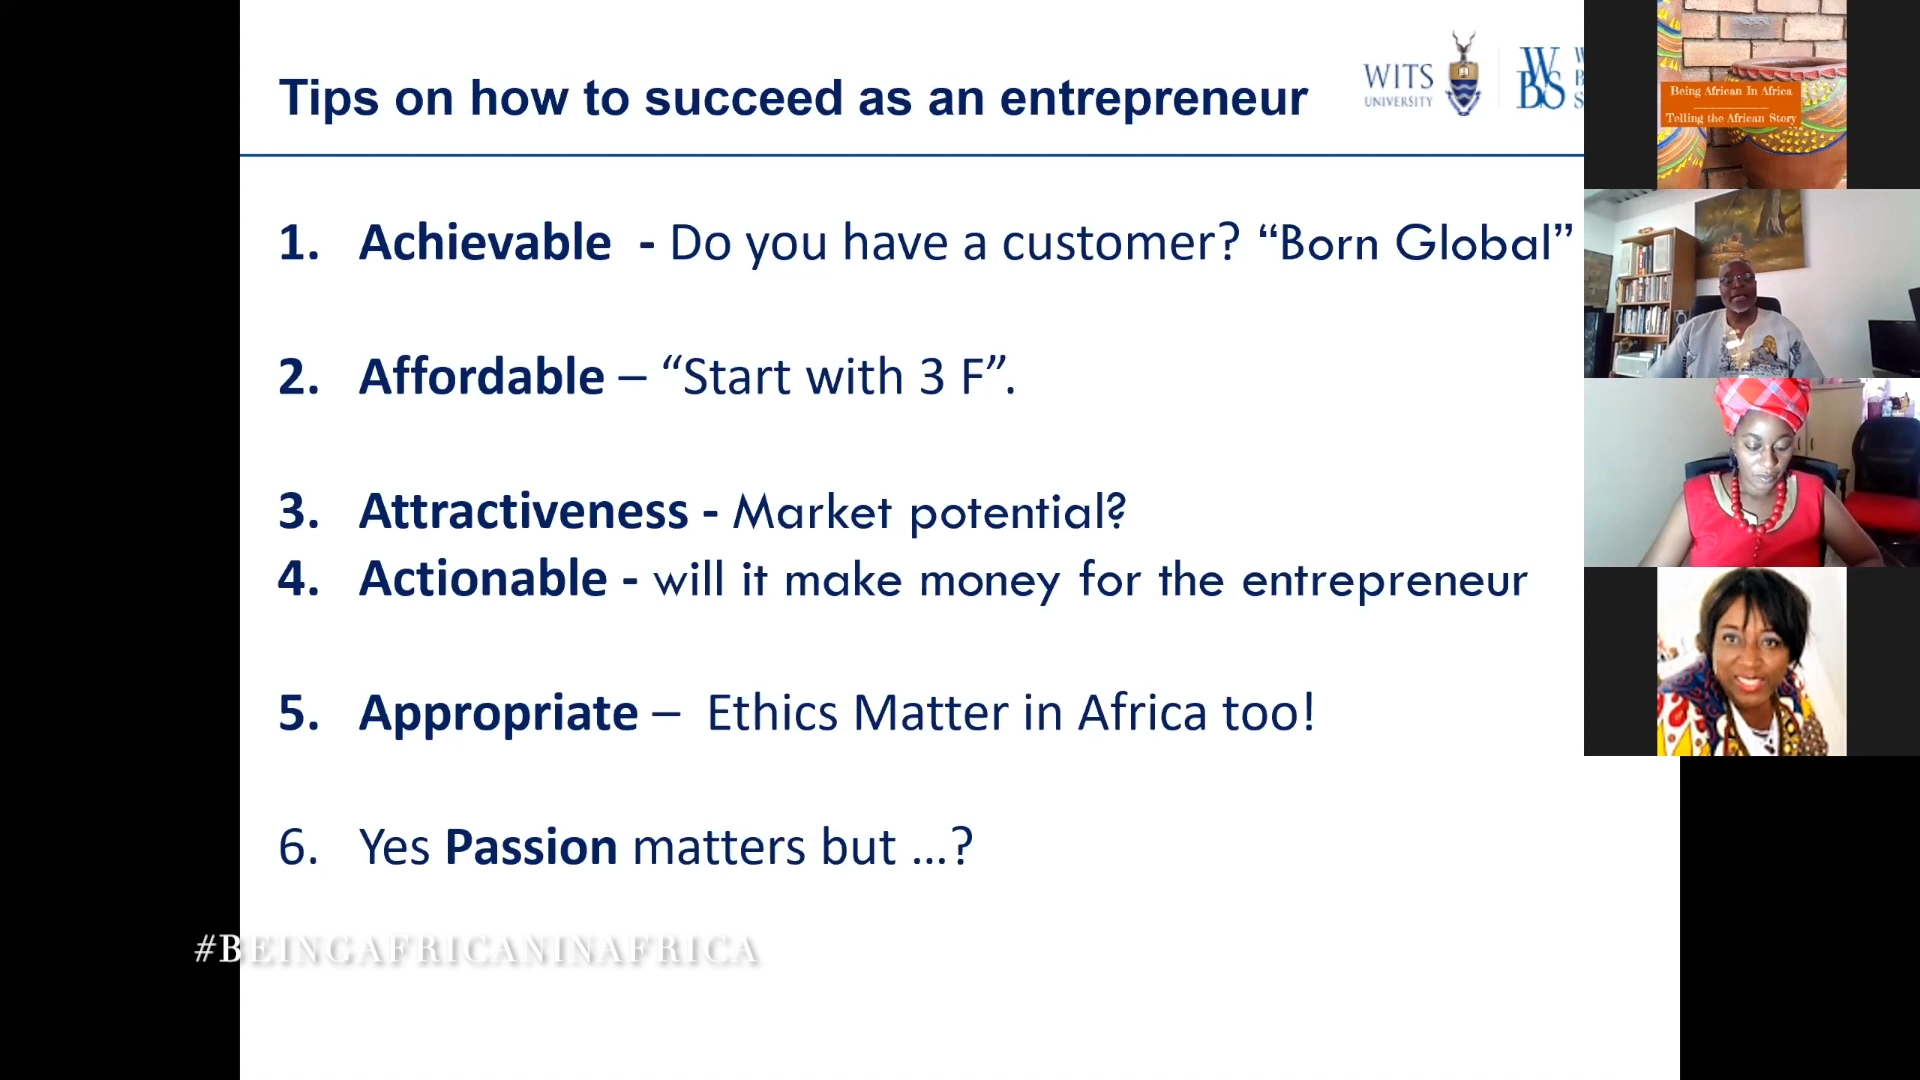 Tips on how to succeed as an entrepreneur
WITS
UNIVERSITY
WBS
Being African In Africa
Telling the African Story
1. Achievable - Do you have a customer? “Born Global”
2. Affordable – “Start with 3 F”.
3. Attractiveness - Market potential?
4. Actionable - will it make money for the entrepreneur
5. Appropriate – Ethics Matter in Africa too!
6. Yes Passion matters but ...?
#BEINGAFRICANINAFRICA